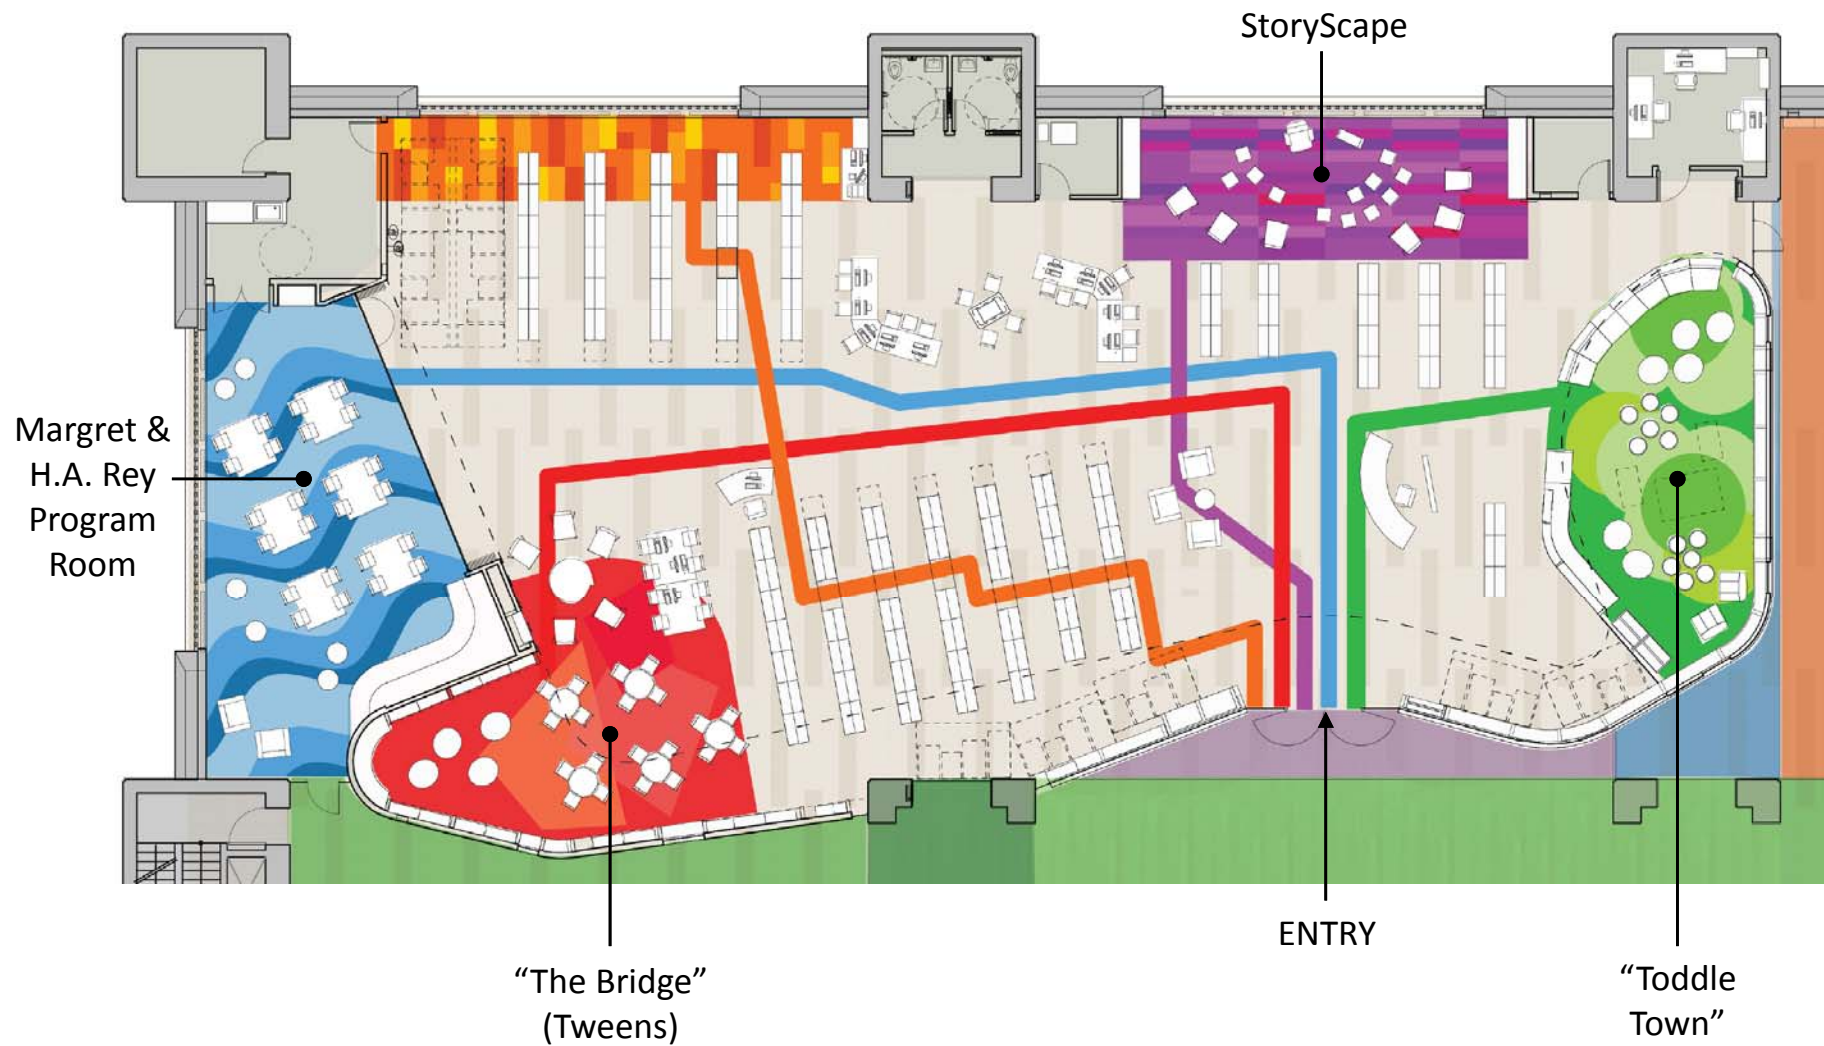 StoryScape
Margret &
H.A. Rey
Program
Room
ENTRY
“The Bridge”
(Tweens)
“Toddle
Town”